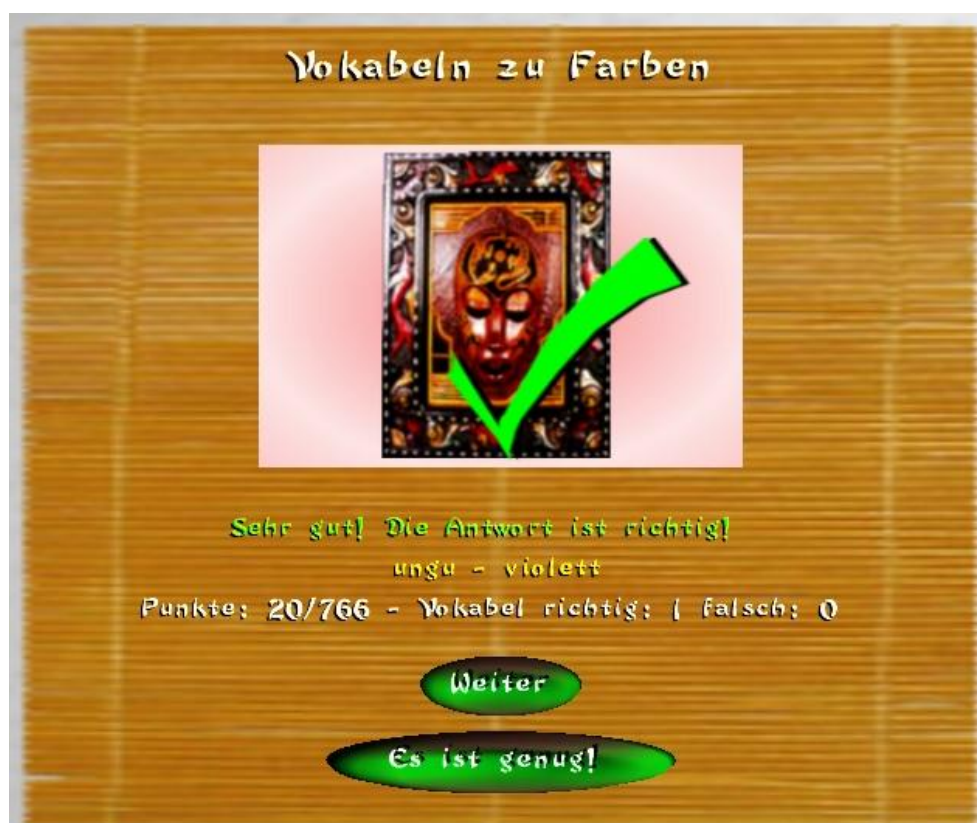 Vokabeln zu Farben
Sehr gut! Die Antwort ist richtig!
ungu - violett
Punkte: 20/766 - Vokabel richtig: 1 falsch: 0
Weiter
Es ist genug!